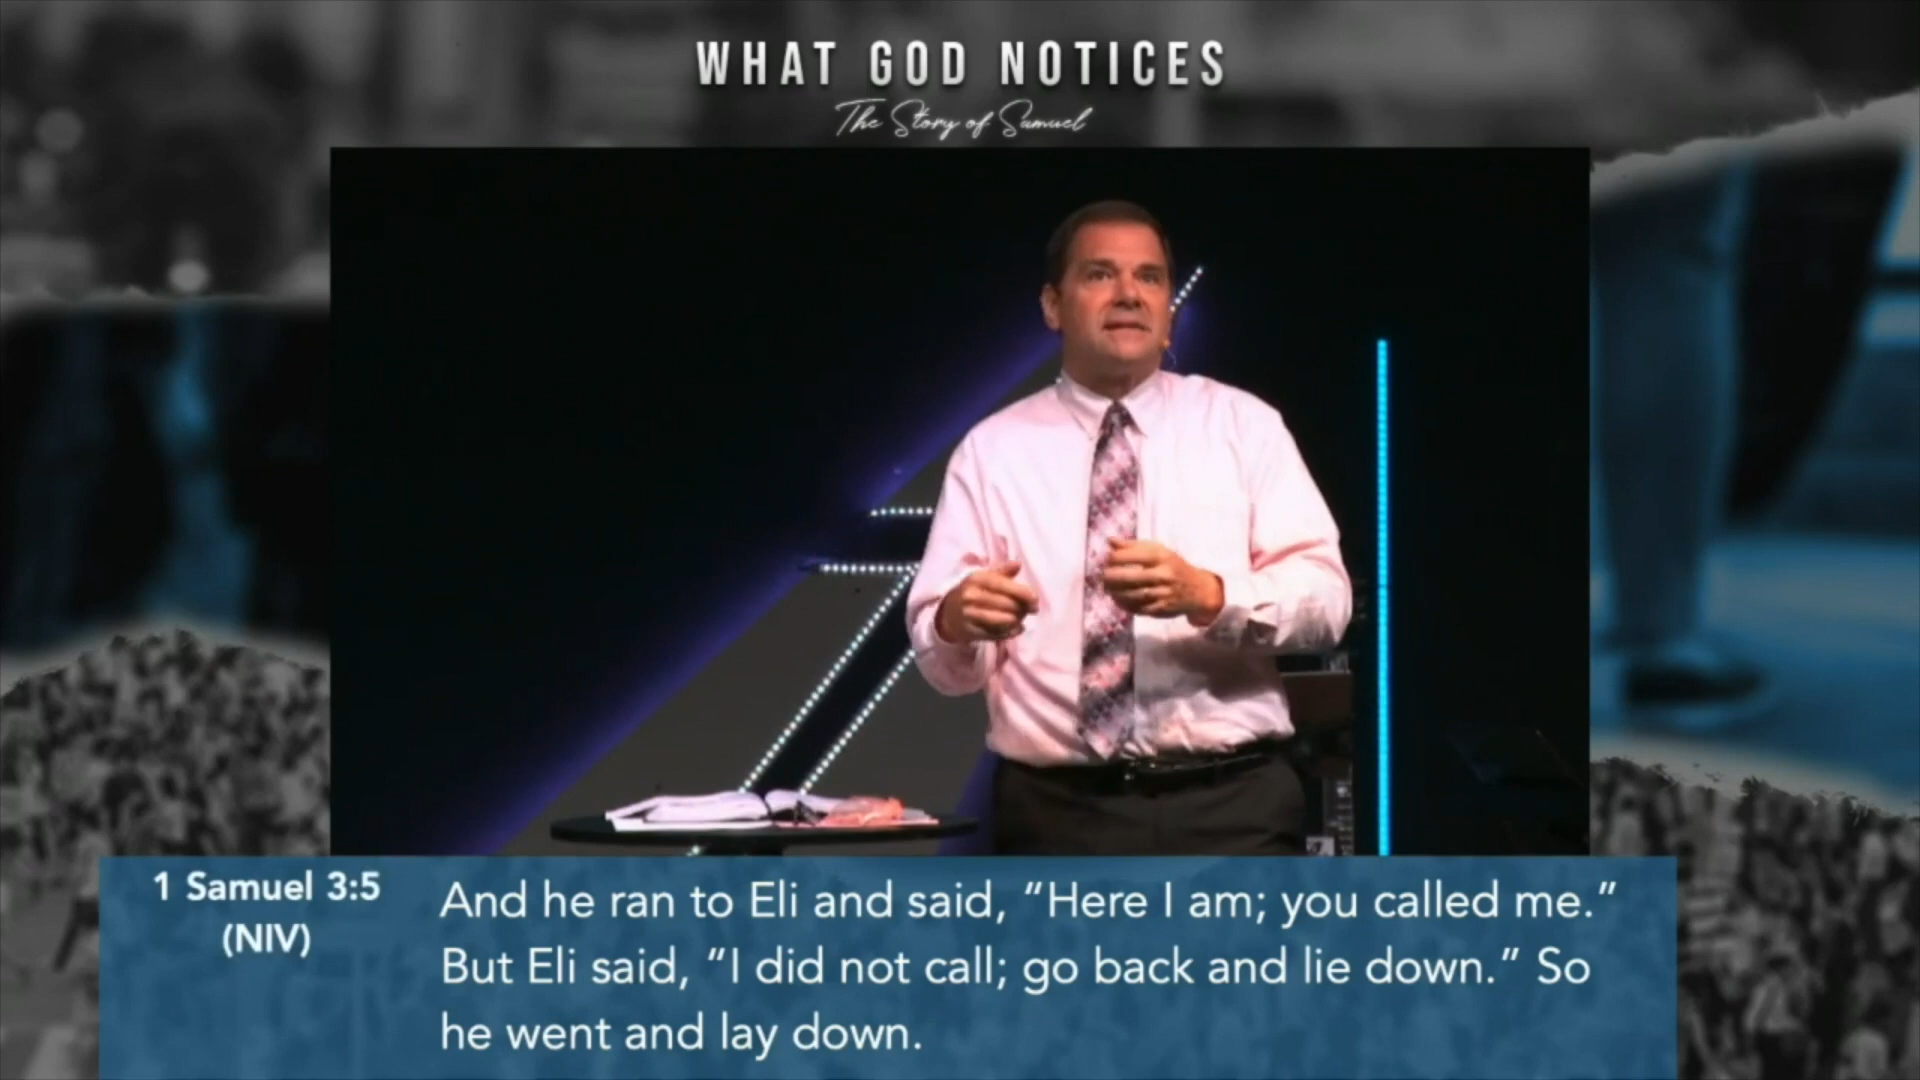 WHAT GOD NOTICES
The Story of Samuel
1 Samuel 3:5
(NIV)
And he ran to Eli and said, “Here I am; you called me.”
But Eli said, “I did not call; go back and lie down.” So
he went and lay down.